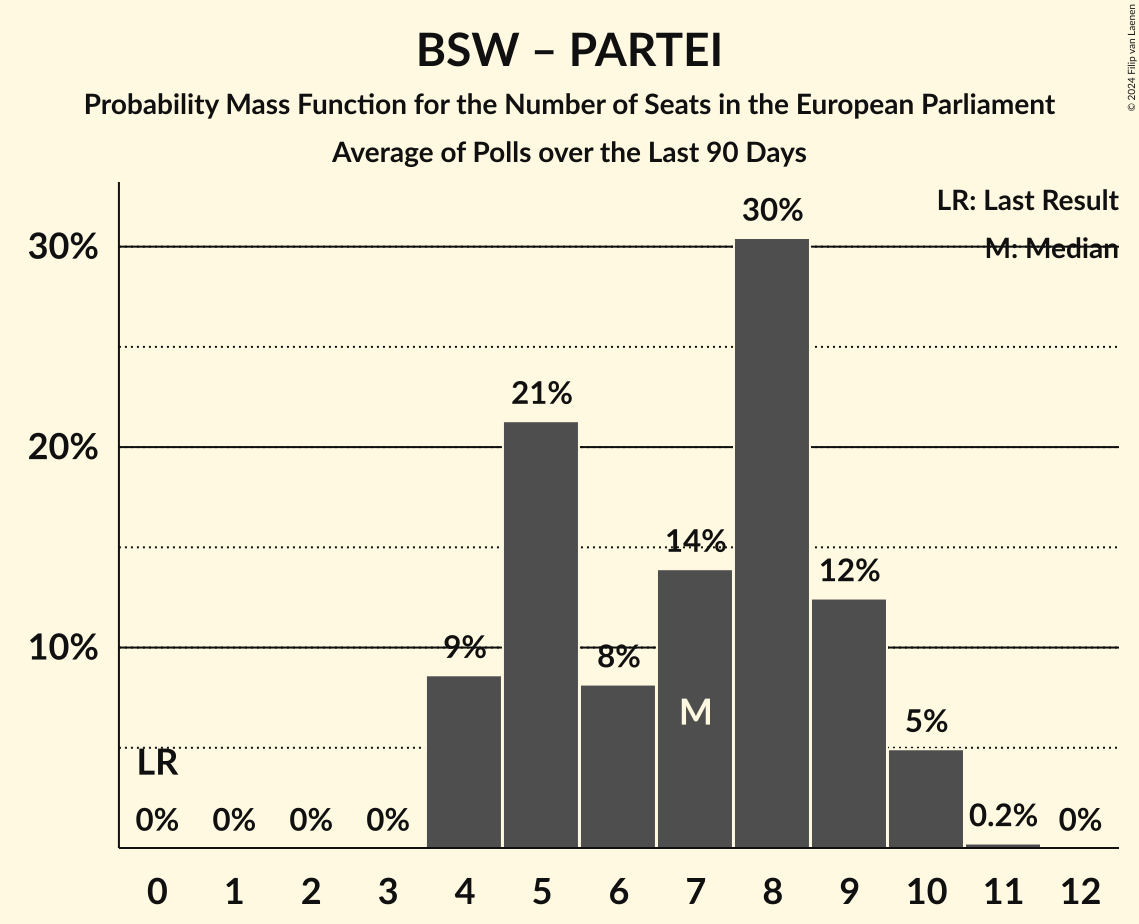 BSW – PARTEI
Probability Mass Function for the Number of Seats in the European Parliament
Average of Polls over the Last 90 Days
© 2024 Filip van Laenen
LR: Last Result
M: Median
30%
20%
10%
LR
0%
0%
0%
0%
9%
21%
8%
14%
M
30%
12%
5%
0.2%
0%
0 1 2 3 4 5 6 7 8 9 10 11 12